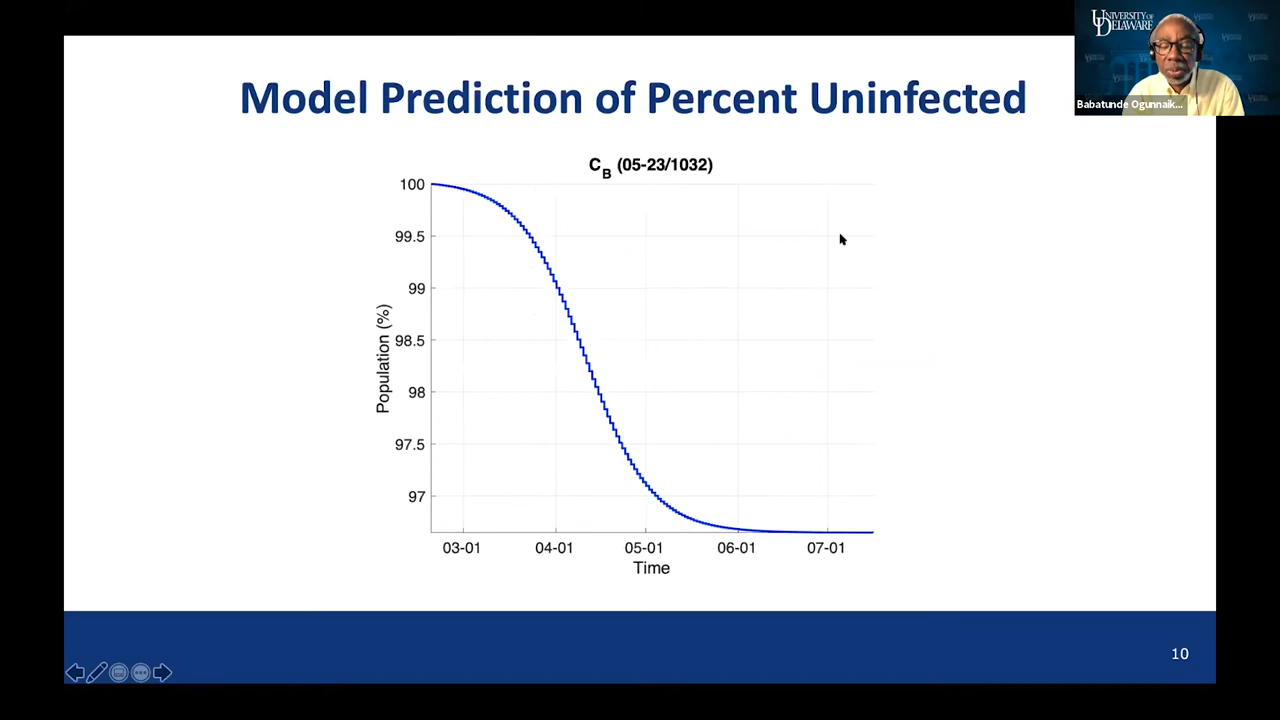 UNIVERSITY OF
DELAWARE
Babatunde Ogunnaik...
Model Prediction of Percent Uninfected
C_B (05-23/1032)
100
99.5
99
98.5
98
97.5
97
Population (%)
03-01 04-01 05-01 06-01 07-01
Time
10